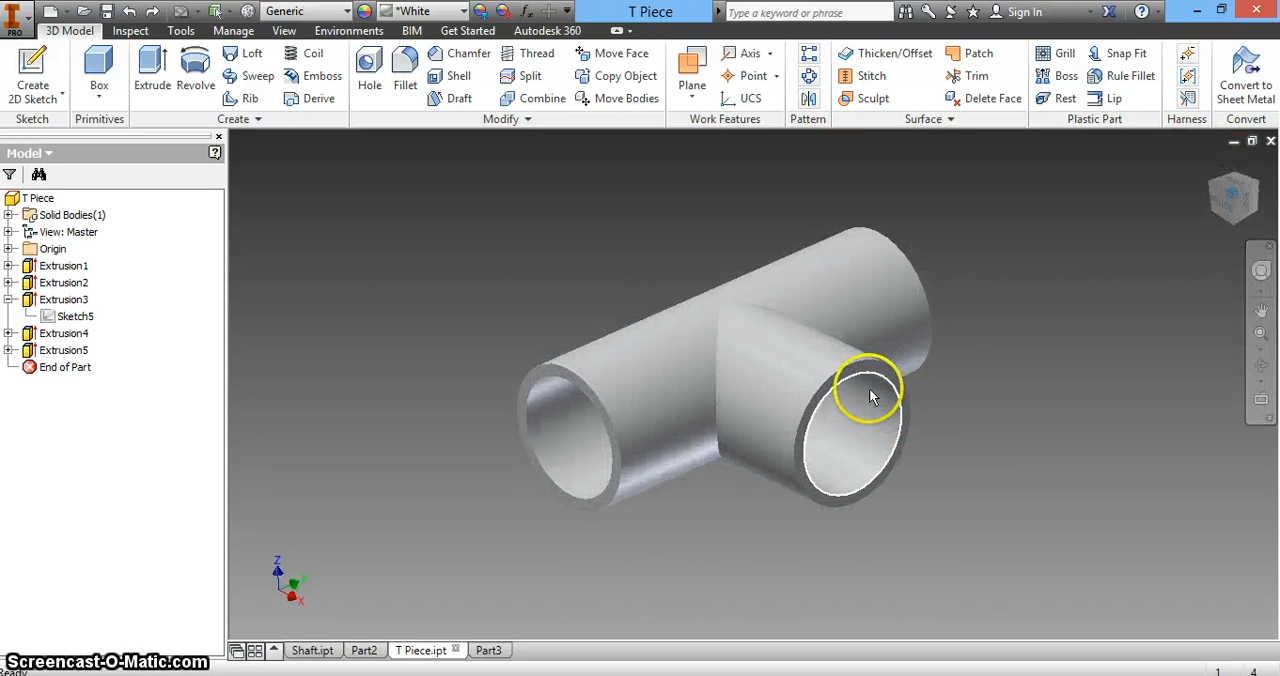 Generic
*White
T Piece
Type a keyword or phrase
Sign In
PRO
3D Model
Inspect
Tools
Manage
View
Environments
BIM
Get Started
Autodesk 360
Create
2D Sketch
Box
Extrude
Revolve
Loft
Sweep
Rib
Coil
Emboss
Derive
Hole
Fillet
Chamfer
Shell
Draft
Thread
Split
Combine
Move Face
Copy Object
Move Bodies
Plane
Axis
Point
UCS
Thicken/Offset
Stitch
Sculpt
Patch
Trim
Delete Face
Grill
Boss
Rest
Snap Fit
Rule Fillet
Lip
Convert to
Sheet Metal
Sketch
Primitives
Create
Modify
Work Features
Pattern
Surface
Plastic Part
Harness
Convert
Model
T Piece
Solid Bodies(1)
View: Master
Origin
Extrusion1
Extrusion2
Extrusion3
Sketch5
Extrusion4
Extrusion5
End of Part
Z
X
Shaft.ipt
Part2
T Piece.ipt
Part3
Screencast-O-Matic.com
Ready
1
4